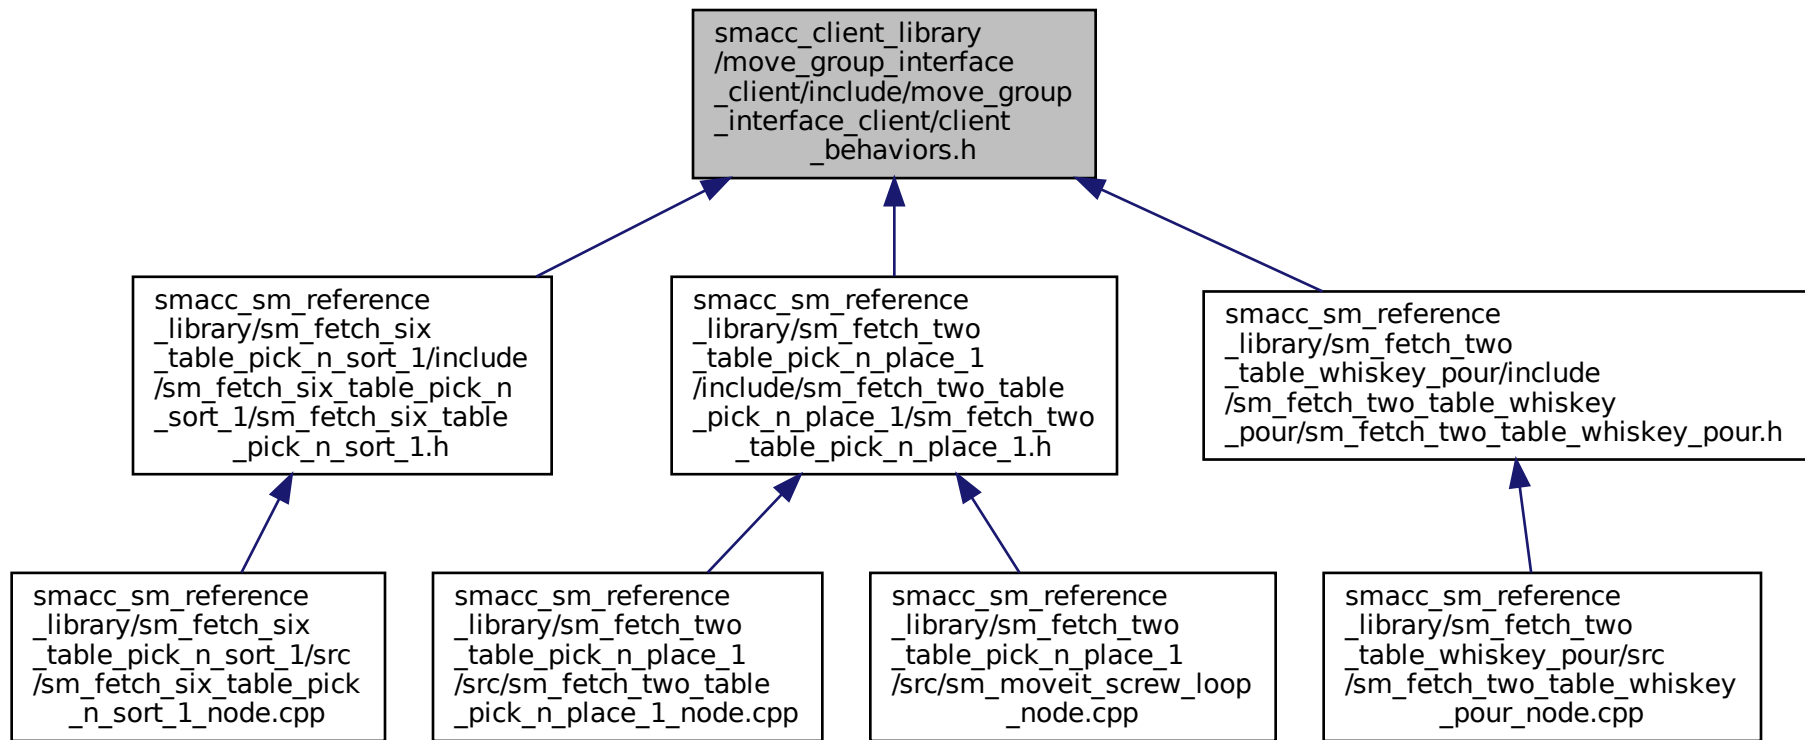 smacc_client_library
/move_group_interface
_client/include/move_group
_interface_client/client
_behaviors.h
smacc_sm_reference
_library/sm_fetch_six
_table_pick_n_sort_1/include
/sm_fetch_six_table_pick_n
_sort_1/sm_fetch_six_table
_pick_n_sort_1.h
smacc_sm_reference
_library/sm_fetch_two
_table_pick_n_place_1
/include/sm_fetch_two_table
_pick_n_place_1/sm_fetch_two
_table_pick_n_place_1.h
smacc_sm_reference
_library/sm_fetch_two
_table_whiskey_pour/include
/sm_fetch_two_table_whiskey
_pour/sm_fetch_two_table_whiskey_pour.h
smacc_sm_reference
_library/sm_fetch_six
_table_pick_n_sort_1/src
/sm_fetch_six_table_pick
_n_sort_1_node.cpp
smacc_sm_reference
_library/sm_fetch_two
_table_pick_n_place_1
/src/sm_fetch_two_table
_pick_n_place_1_node.cpp
smacc_sm_reference
_library/sm_fetch_two
_table_pick_n_place_1
/src/sm_moveit_screw_loop
_node.cpp
smacc_sm_reference
_library/sm_fetch_two
_table_whiskey_pour/src
/sm_fetch_two_table_whiskey
_pour_node.cpp